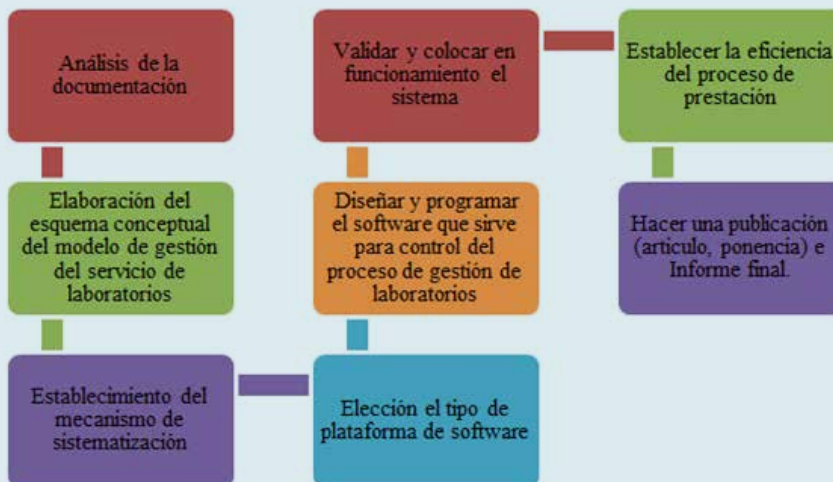 Análisis de la
documentación
Elaboración del
esquema conceptual
del modelo de gestión
del servicio de
laboratorios
Establecimiento del
mecanismo de
sistematización
Elección el tipo de
plataforma de software
Diseñar y programar
el software que sirve
para control del
proceso de gestión de
laboratorios
Validar y colocar en
funcionamiento el
sistema
Establecer la eficiencia
del proceso de
prestación
Hacer una publicación
(articulo, ponencia) e
Informe final.